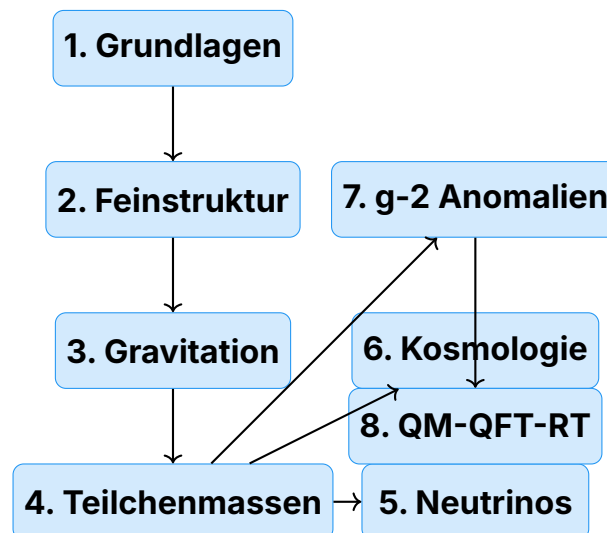 1. Grundlagen
2. Feinstruktur
3. Gravitation
4. Teilchenmassen
5. Neutrinos
6. Kosmologie
7. g-2 Anomalien
8. QM-QFT-RT